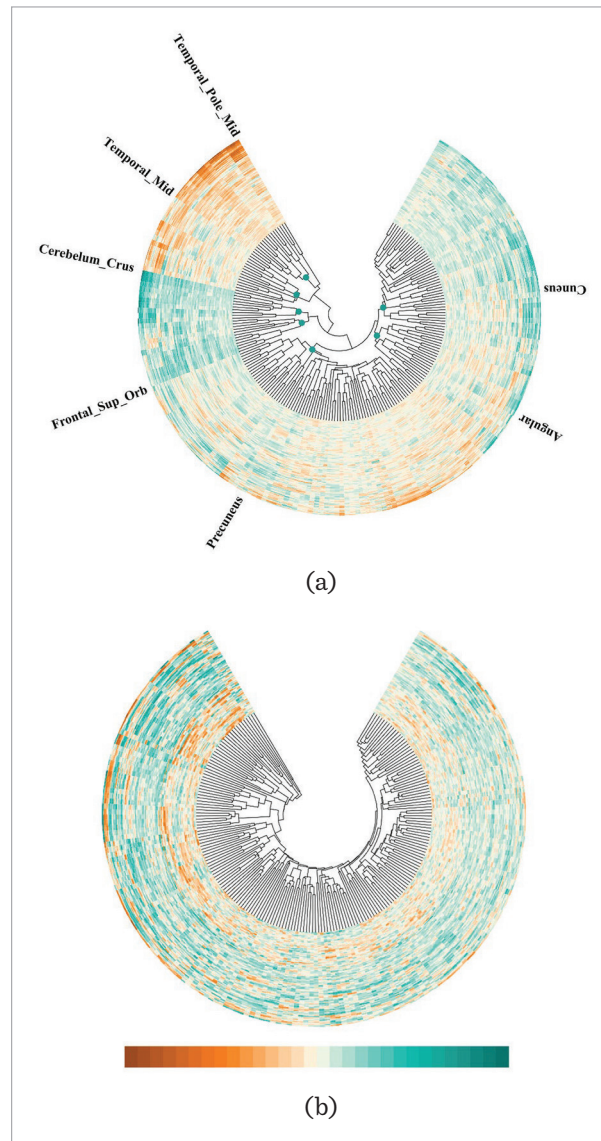 Temporal_Pole_Mid
Temporal_Mid
Cerebelum_Crus
Cuneus
Frontal_Sup_Orb
Angular
Precuneus
(a)
(b)